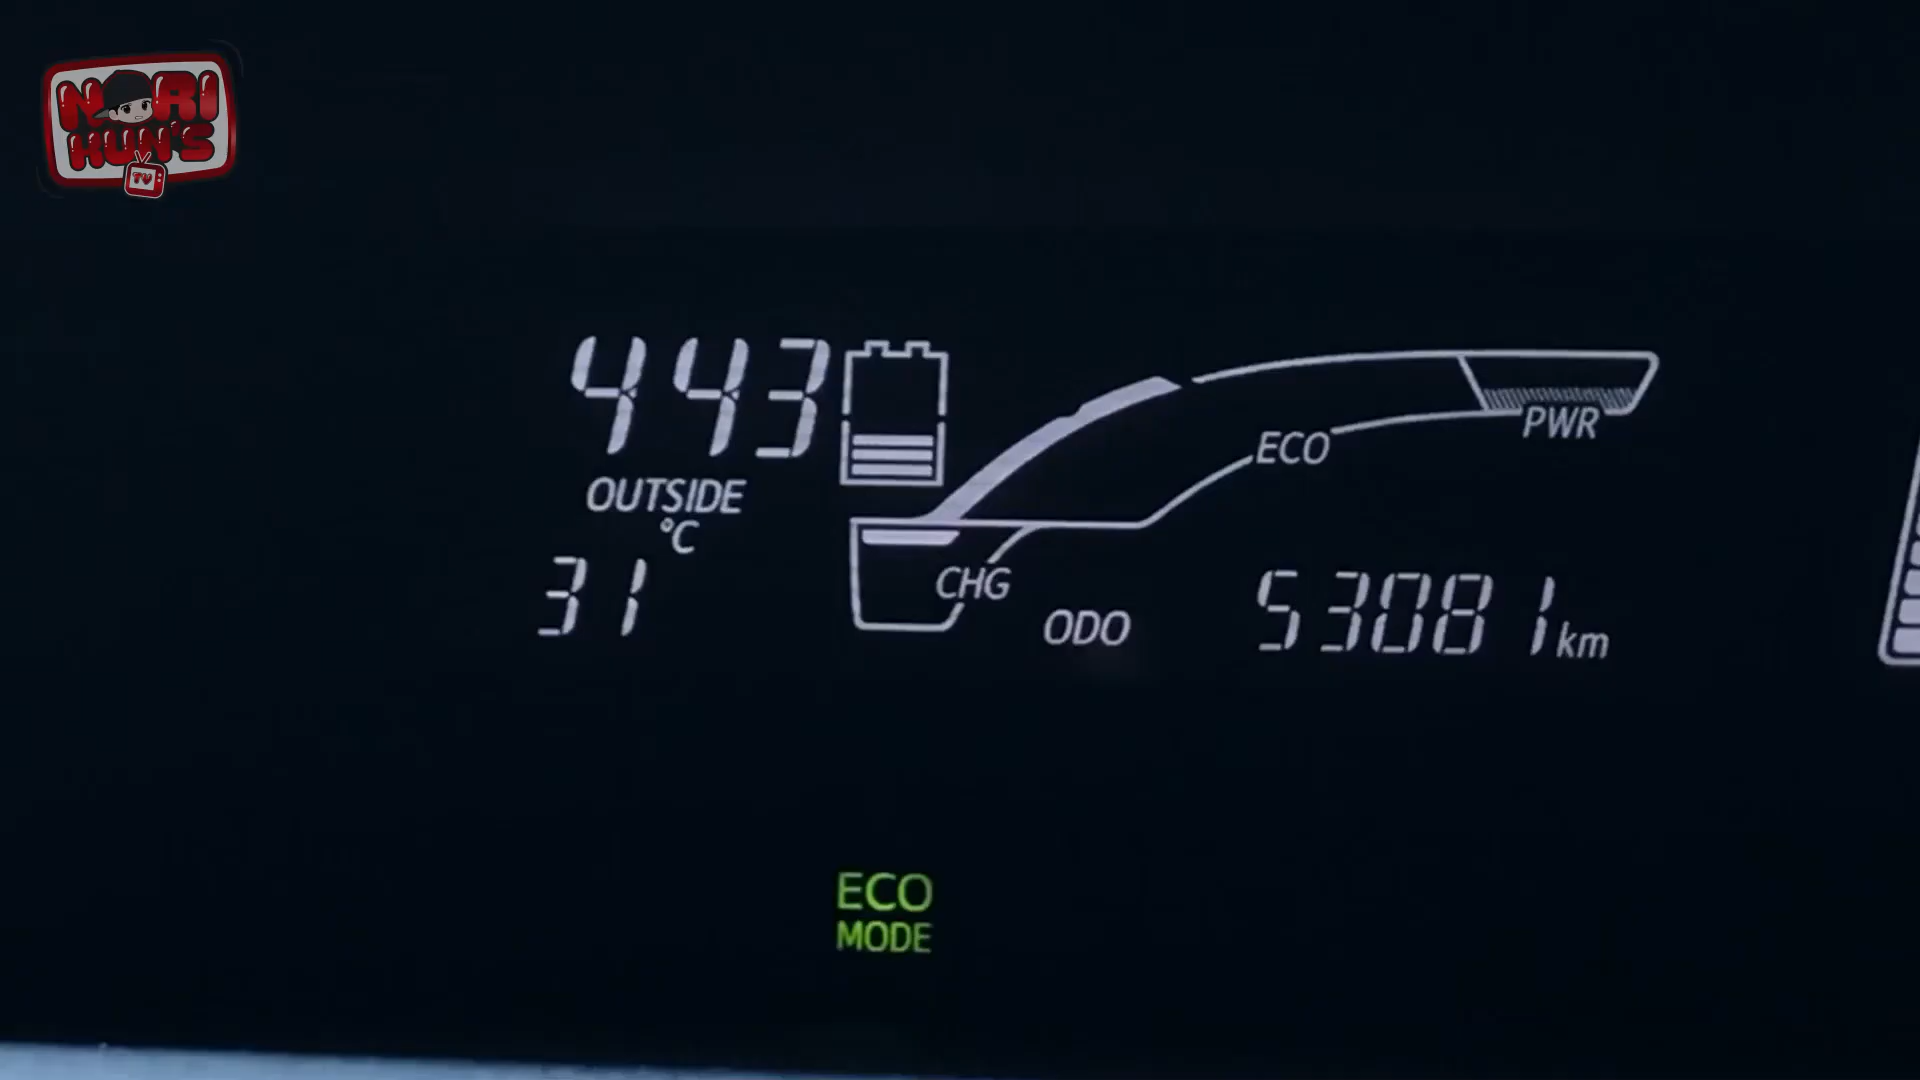 NORI
KUN'S
TV
443
OUTSIDE
°C
31
ECO
PWR
CHG
ODO
53081 km
ECO
MODE